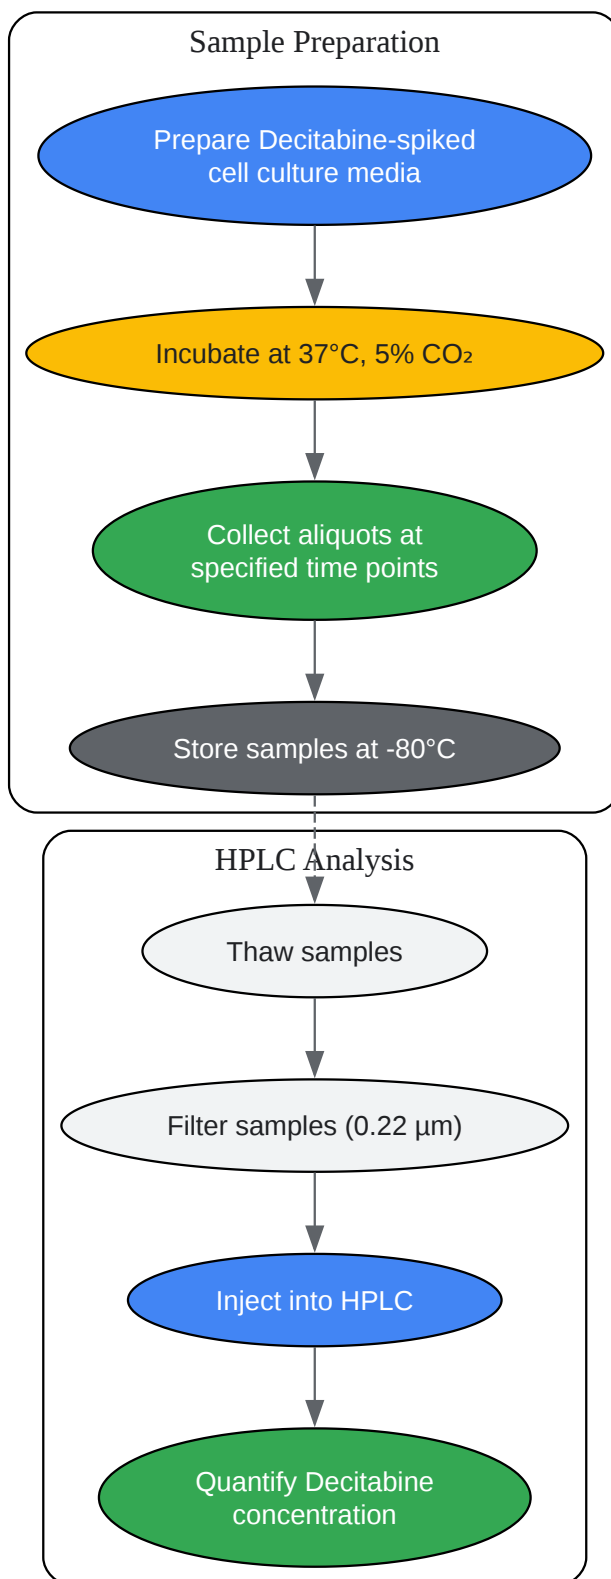 Sample Preparation
Prepare Decitabine-spiked
cell culture media
Incubate at 37°C, 5% CO₂
Collect aliquots at
specified time points
Store samples at -80°C
HPLC Analysis
Thaw samples
Filter samples (0.22 µm)
Inject into HPLC
Quantify Decitabine
concentration